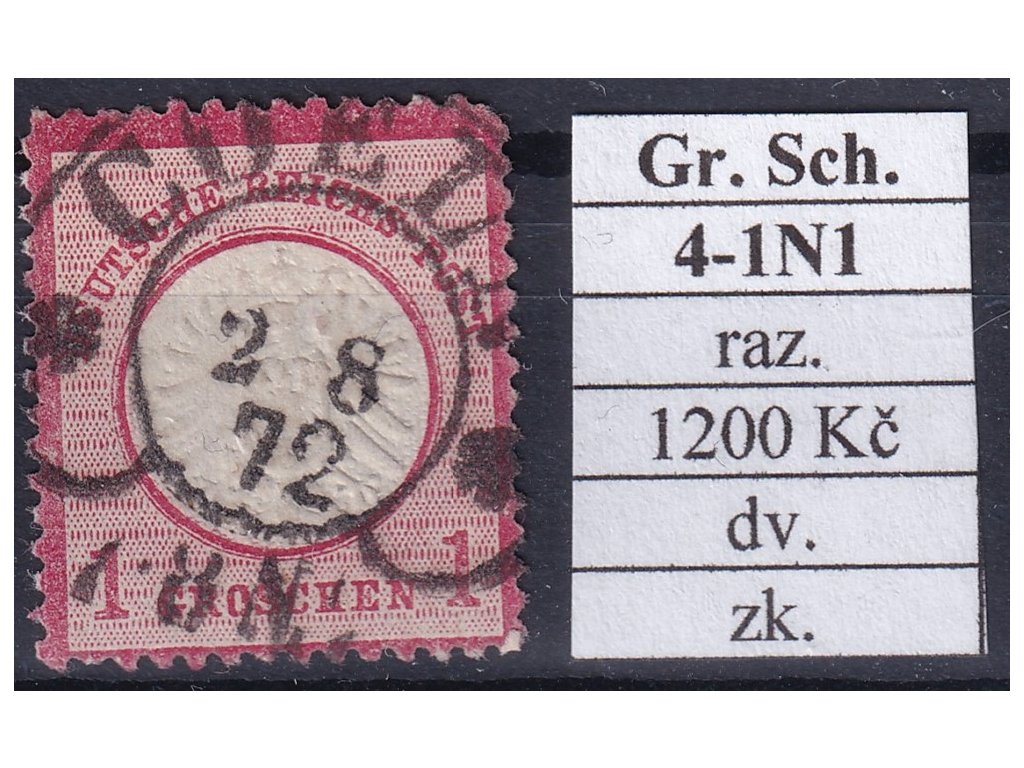 DEUTSCHE REICHS-POST
2 8
72
1 GROSCHEN 1
Gr. Sch.
4-1N1
raz.
1200 Kč
dv.
zk.